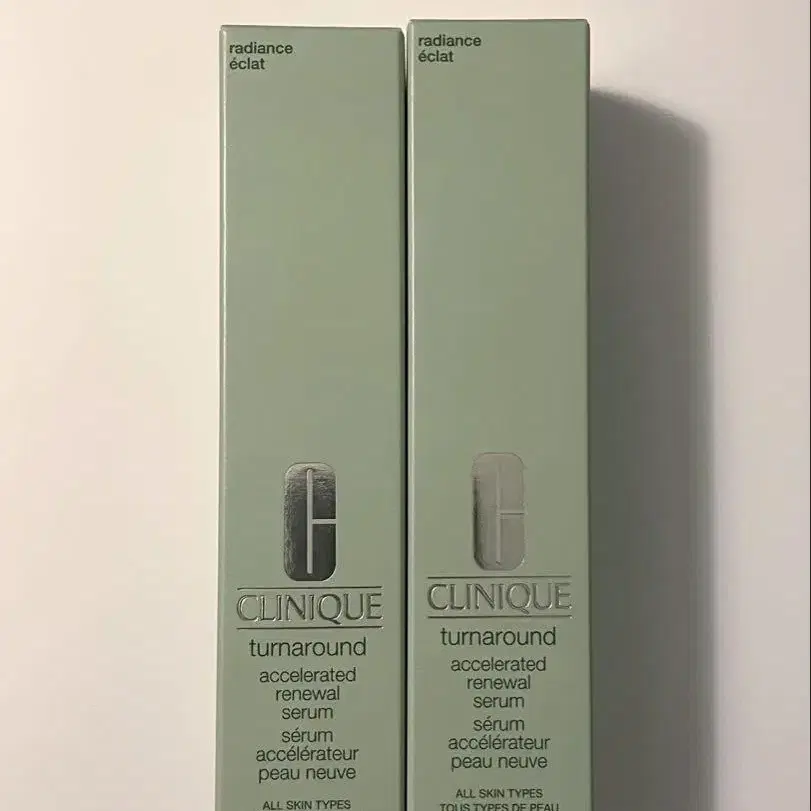 radiance
éclat
CLINIQUE
turnaround
accelerated
renewal
serum
sérum
accélérateur
peau neuve
ALL SKIN TYPES
radiance
éclat
CLINIQUE
turnaround
accelerated
renewal
serum
sérum
accélérateur
peau neuve
ALL SKIN TYPES
TOUS TYPES DE PEAU